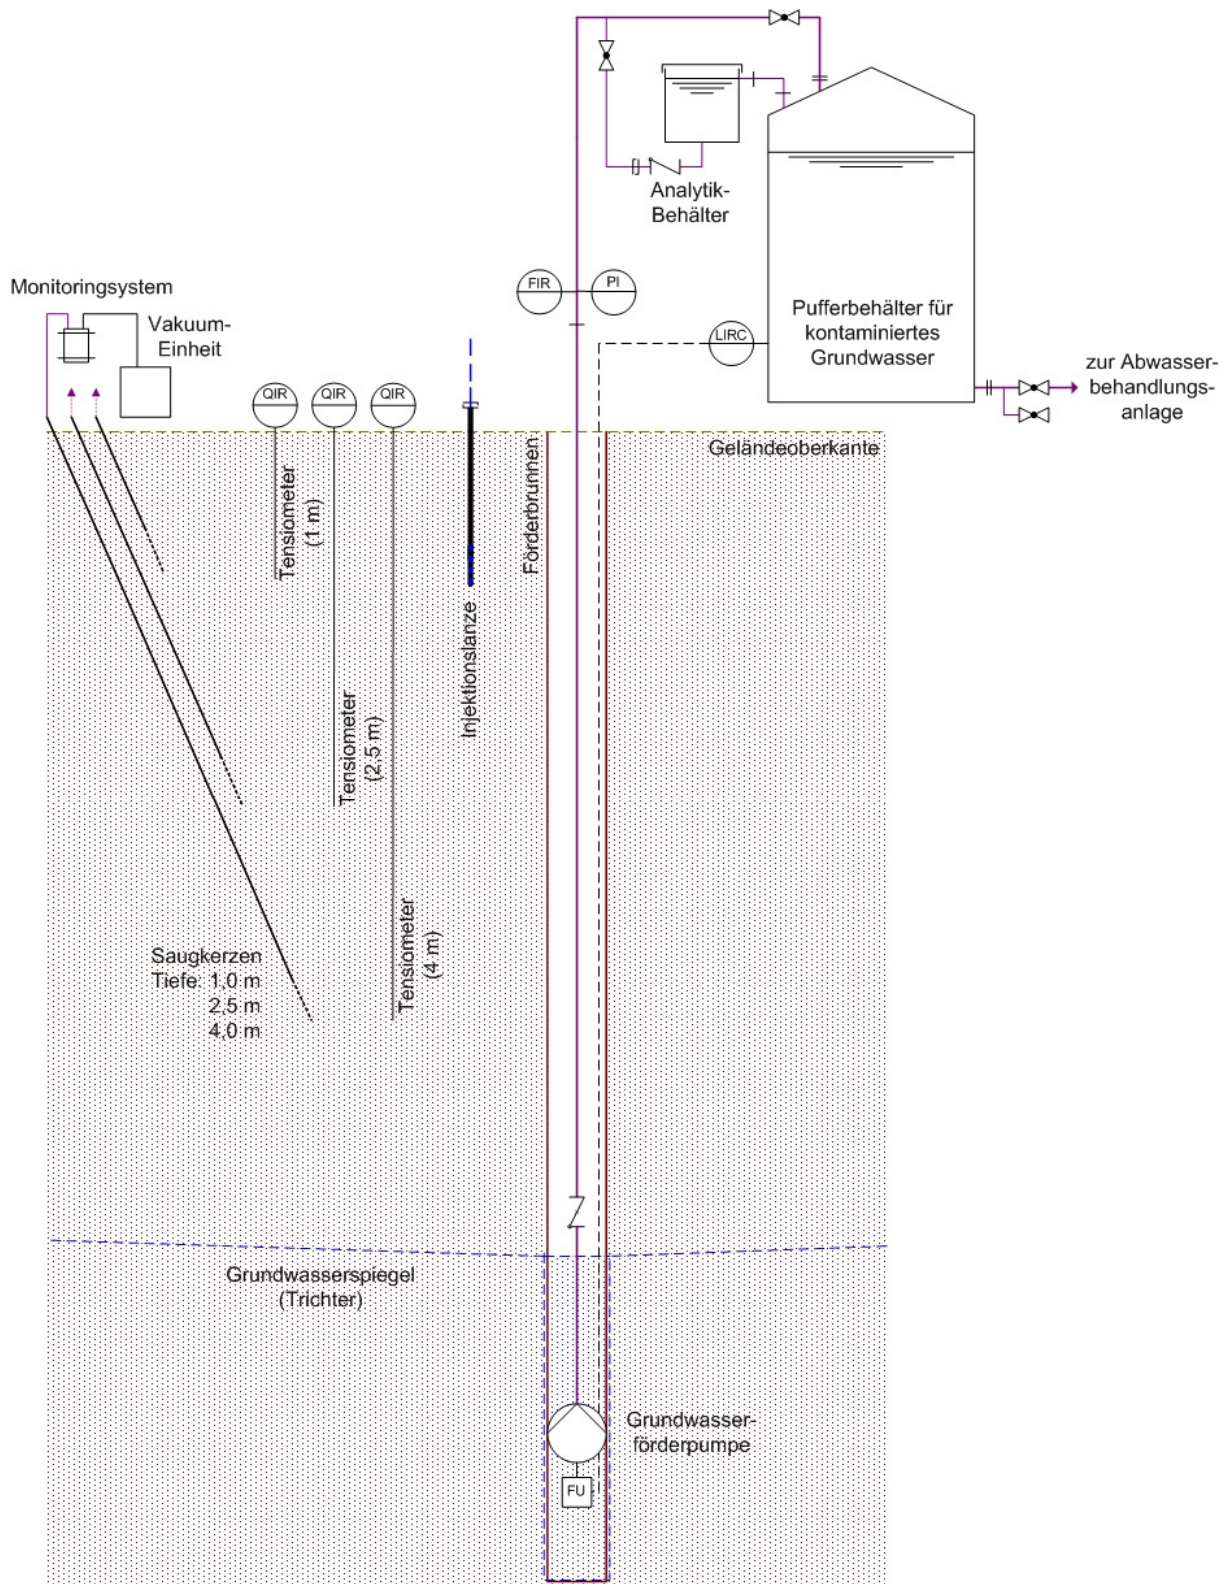 Analytik-
Behälter
FIR
PI
Monitoringsystem
Vakuum-
Einheit
Pufferbehälter für
kontaminiertes
Grundwasser
LIRC
zur Abwasser-
behandlungs-
anlage
QIR
QIR
QIR
Geländeoberkante
Tensiometer
(1 m)
Förderbrunnen
Injektionslanze
Tensiometer
(2,5 m)
Tensiometer
(4 m)
Saugkerzen
Tiefe: 1,0 m
2,5 m
4,0 m
Grundwasserspiegel
(Trichter)
Grundwasser-
förderpumpe
FU